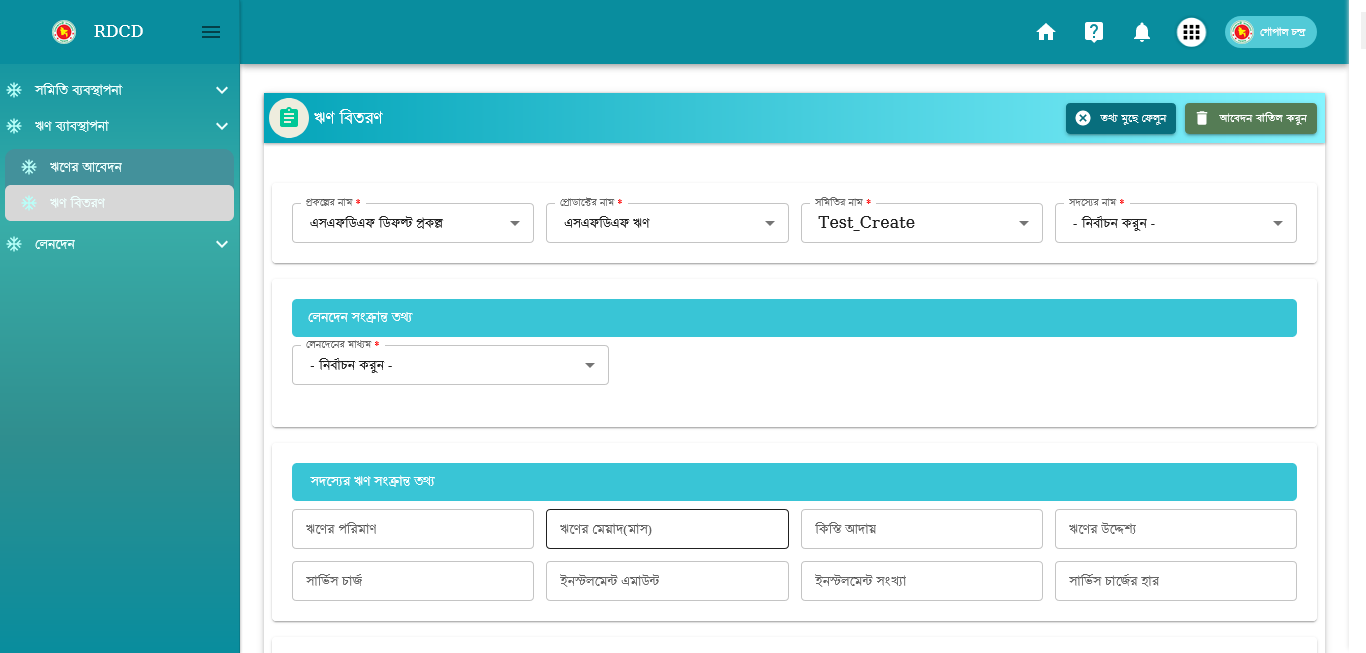 RDCD
গোপাল চন্দ্র
সমিতি ব্যবস্থাপনা
ঋণ ব্যাবস্থাপনা
ঋণের আবেদন
ঋণ বিতরণ
লেনদেন
ঋণ বিতরণ
তথ্য মুছে ফেলুন
আবেদন বাতিল করুন
প্রকল্পের নাম *
প্রোডাক্টের নাম *
সমিতির নাম *
সদস্যের নাম *
এসএফডিএফ ডিফল্ট প্রকল্প
এসএফডিএফ ঋণ
Test_Create
- নির্বাচন করুন -
লেনদেন সংক্রান্ত তথ্য
লেনদেনের মাধ্যম *
- নির্বাচন করুন -
সদস্যের ঋণ সংক্রান্ত তথ্য
ঋণের পরিমাণ
ঋণের মেয়াদ(মাস)
কিস্তি আদায়
ঋণের উদ্দেশ্য
সার্ভিস চার্জ
ইনস্টলমেন্ট এমাউন্ট
ইনস্টলমেন্ট সংখ্যা
সার্ভিস চার্জের হার